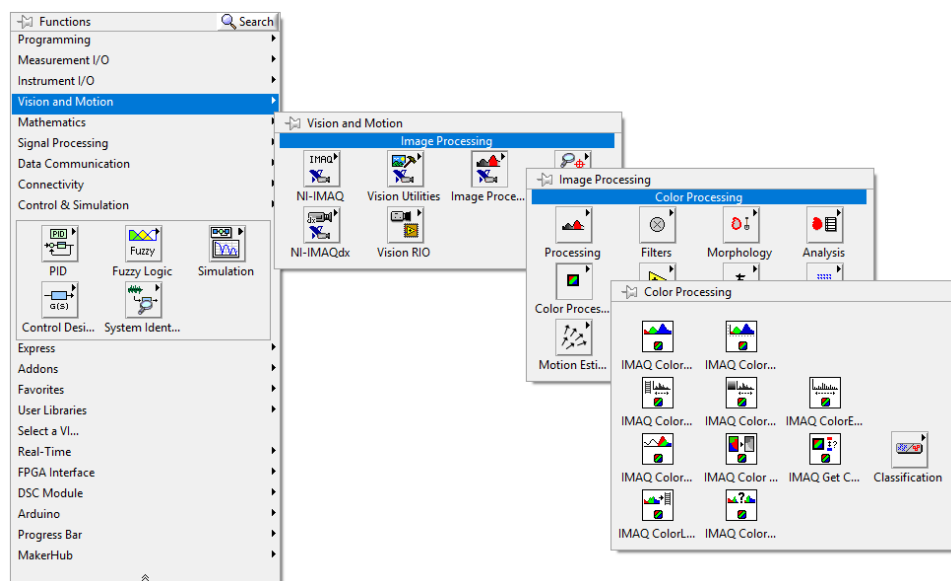 Functions
Search
Programming
Measurement I/O
Instrument I/O
Vision and Motion
Mathematics
Signal Processing
Data Communication
Connectivity
Control & Simulation
PID
PID
Fuzzy
Fuzzy Logic
Simulation
G(s)
Control Desi...
System Ident...
Express
Addons
Favorites
User Libraries
Select a VI...
Real-Time
FPGA Interface
DSC Module
Arduino
Progress Bar
MakerHub
Vision and Motion
Image Processing
IMAQ
NI-IMAQ
Vision Utilities
Image Proce...
dx
NI-IMAQdx
Vision RIO
Image Processing
Color Processing
Processing
Filters
Morphology
Analysis
Color Proces...
Motion Esti...
Color Processing
IMAQ Color...
IMAQ Color...
IMAQ Color...
IMAQ Color...
IMAQ ColorE...
IMAQ Color...
IMAQ Color ...
IMAQ Get C...
Classification
IMAQ ColorL...
IMAQ Color...